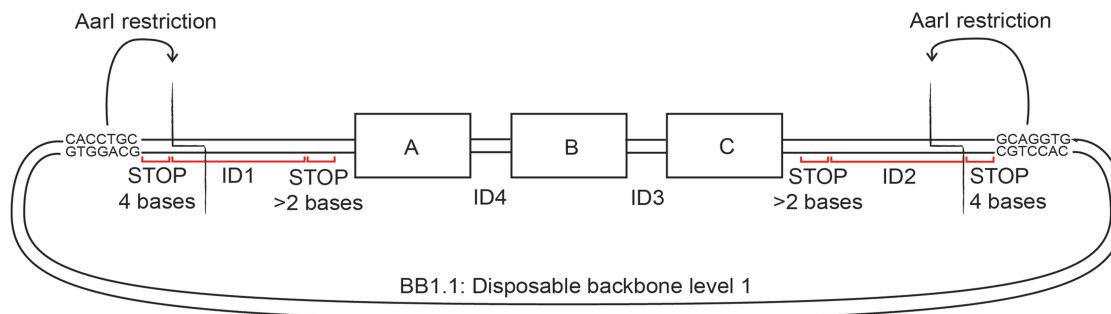 AarI restriction
AarI restriction
CACCTGC
GTGGACG
A
B
C
GCAGGTG
CGTCCAC
STOP
4 bases
ID1
STOP
>2 bases
ID4
ID3
STOP
>2 bases
ID2
STOP
4 bases
BB1.1: Disposable backbone level 1